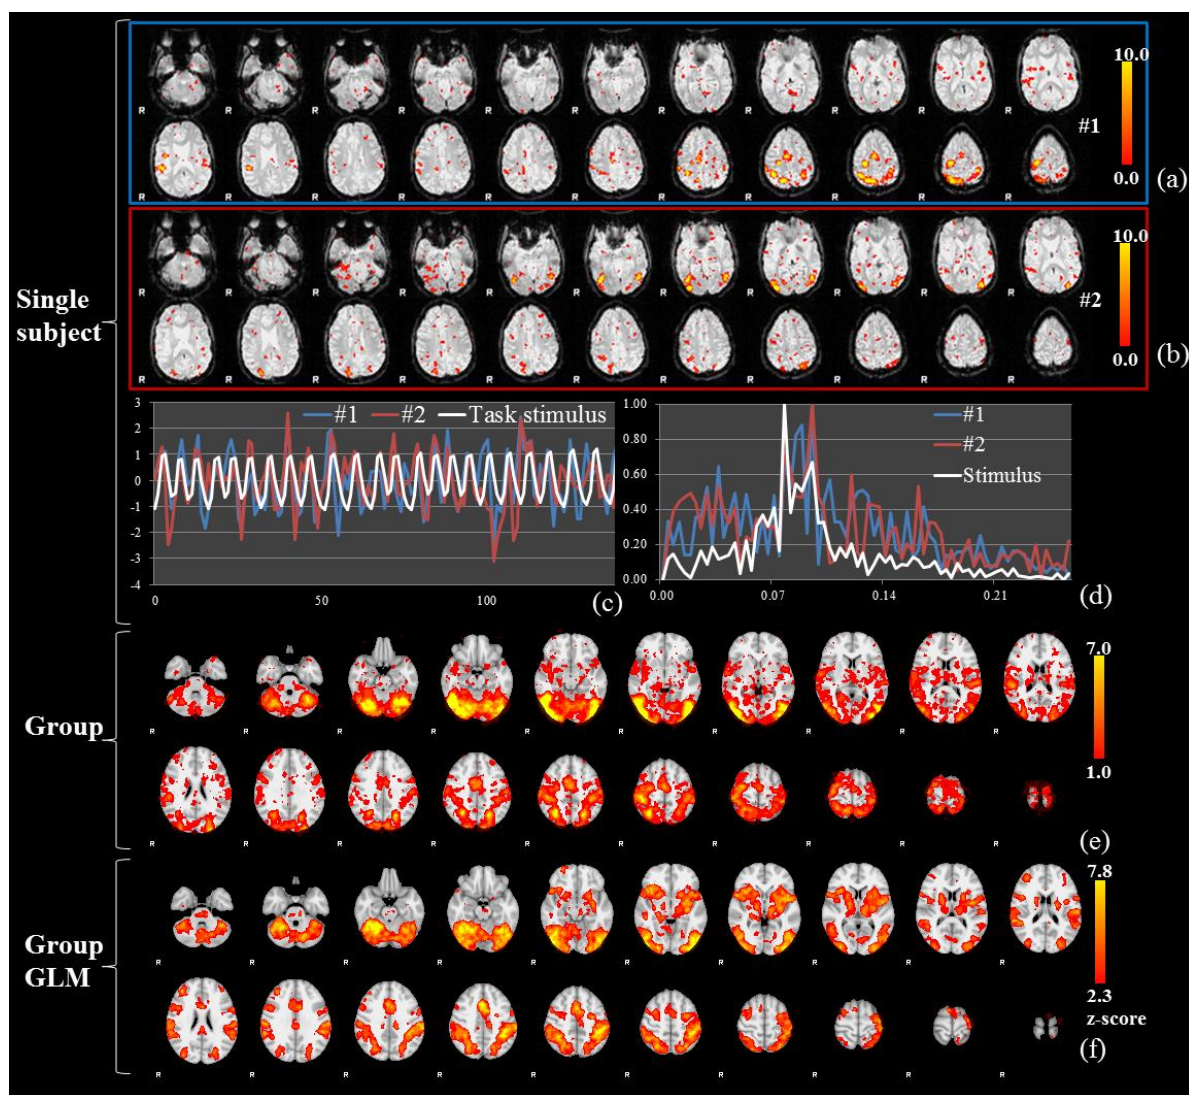 10.0
#1
0.0
(a)
R R R R R R R R R R
R R R R R R R R R R
10.0
#2
0.0
(b)
R R R R R R R R R R
R R R R R R R R R R
Single
subject
3
2
1
0
-1
-2
-3
-4
#1 #2 Task stimulus
0 50 100
(c)
1.00
0.80
0.60
0.40
0.20
0.00
#1
#2
Stimulus
0.00 0.07 0.14 0.21
(d)
Group
7.0
1.0
R R R R R R R R R R
R R R R R R R R R R
(e)
Group
GLM
7.8
2.3
z-score
R R R R R R R R R R
R R R R R R R R R R
(f)